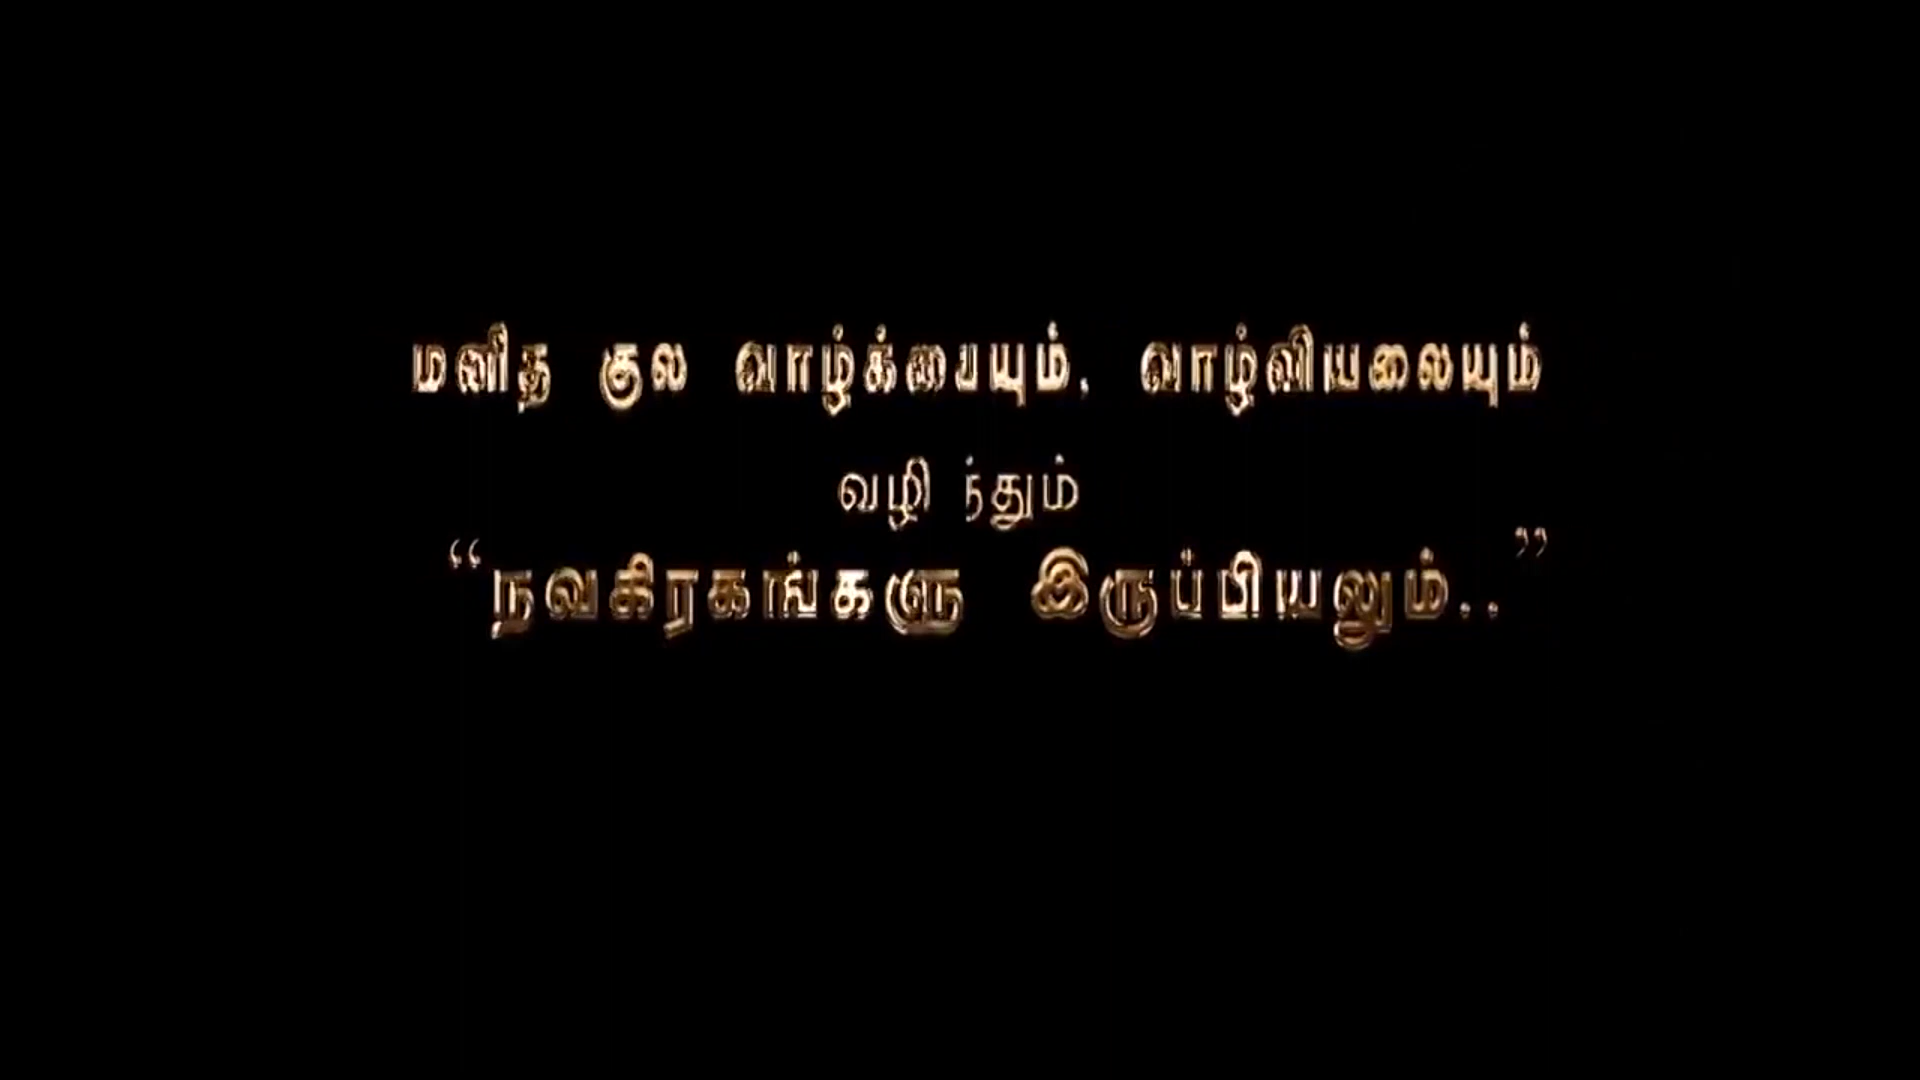 மனித குல வாழ்க்யையும், வாழ்வியலையும்
வழி ந்தும்
“நவகிரகங்களு இருப்பியலும்..”